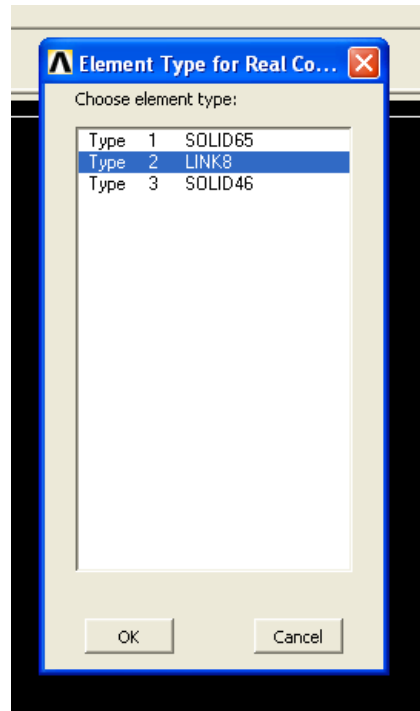 Element Type for Real Co...
Choose element type:
Type 1 SOLID65
Type 2 LINK8
Type 3 SOLID46
OK Cancel